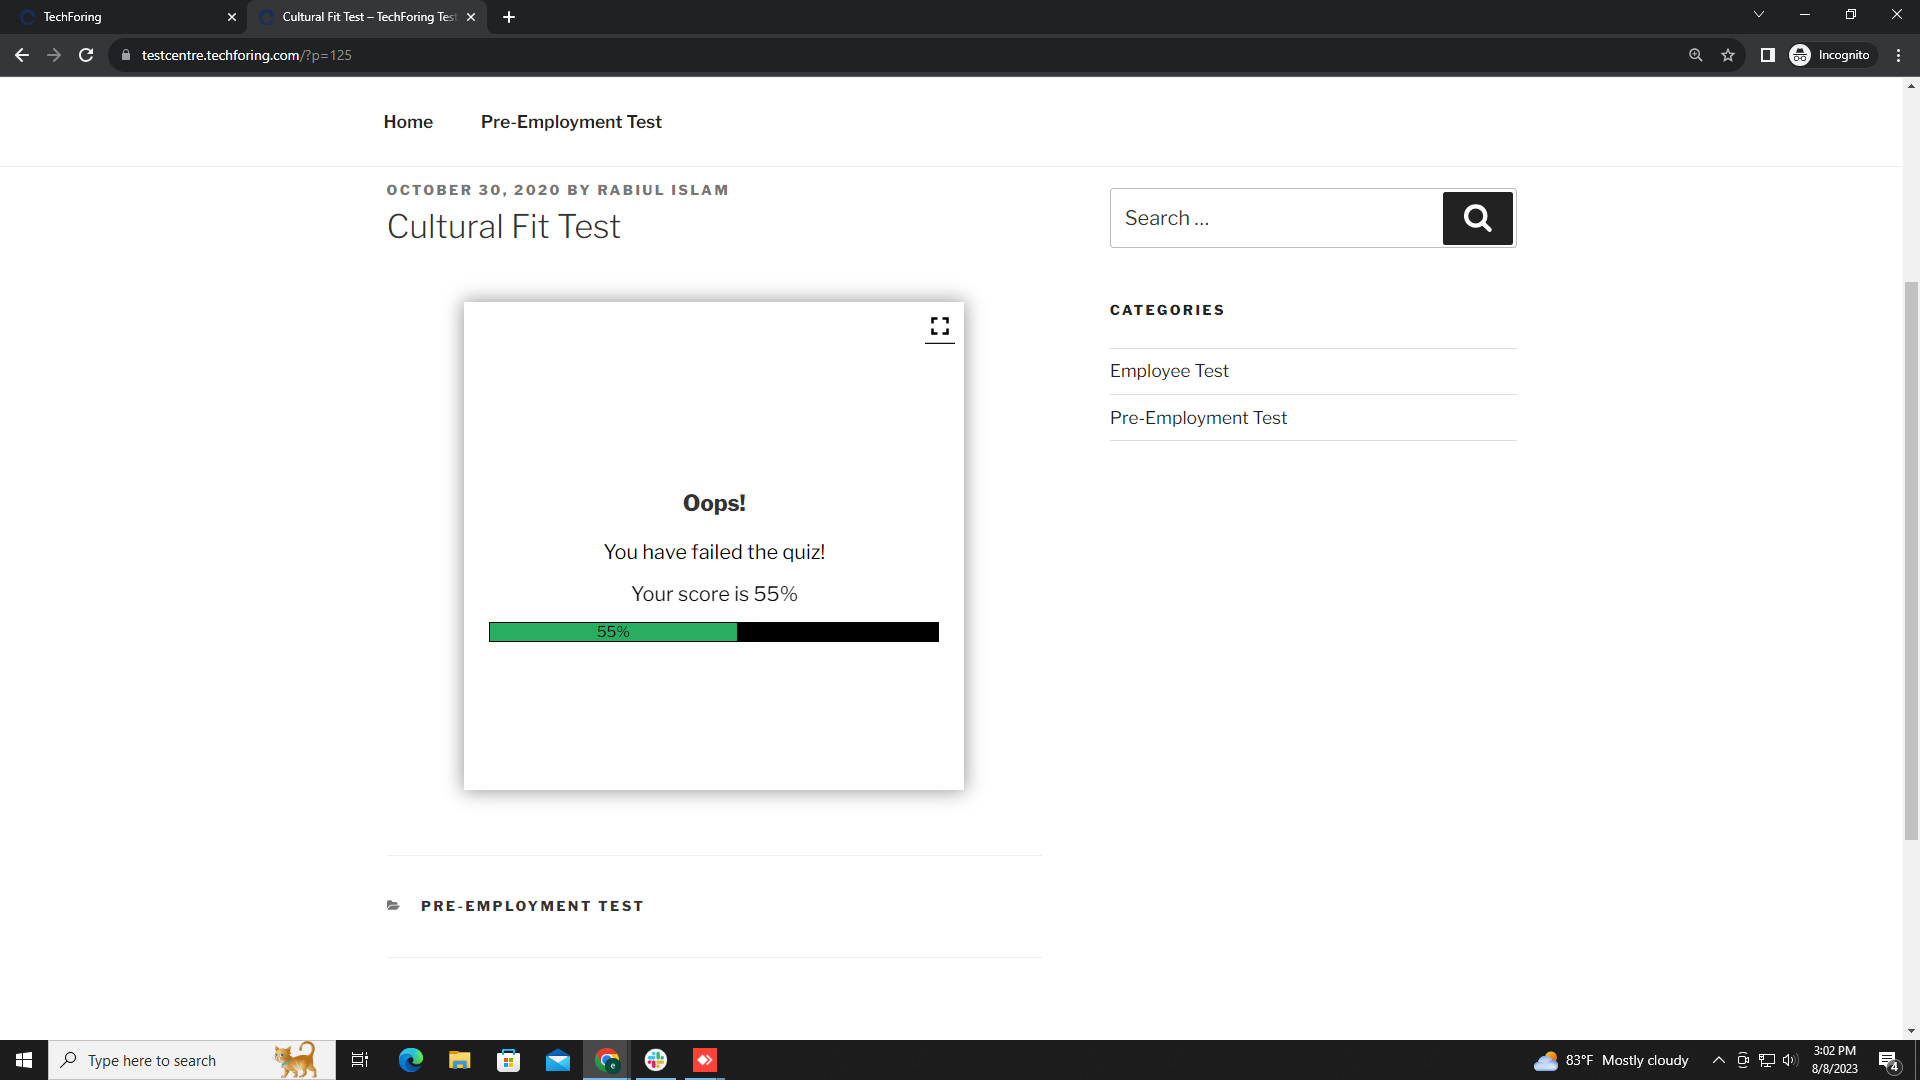 TechForing
Cultural Fit Test – TechForing Test
testcentre.techforing.com/?p=125
Incognito
Home
Pre-Employment Test
OCTOBER 30, 2020 BY RABIUL ISLAM
Cultural Fit Test
Search …
CATEGORIES
Employee Test
Pre-Employment Test
Oops!
You have failed the quiz!
Your score is 55%
55%
PRE-EMPLOYMENT TEST
Type here to search
e
83°F Mostly cloudy
3:02 PM
8/8/2023
4